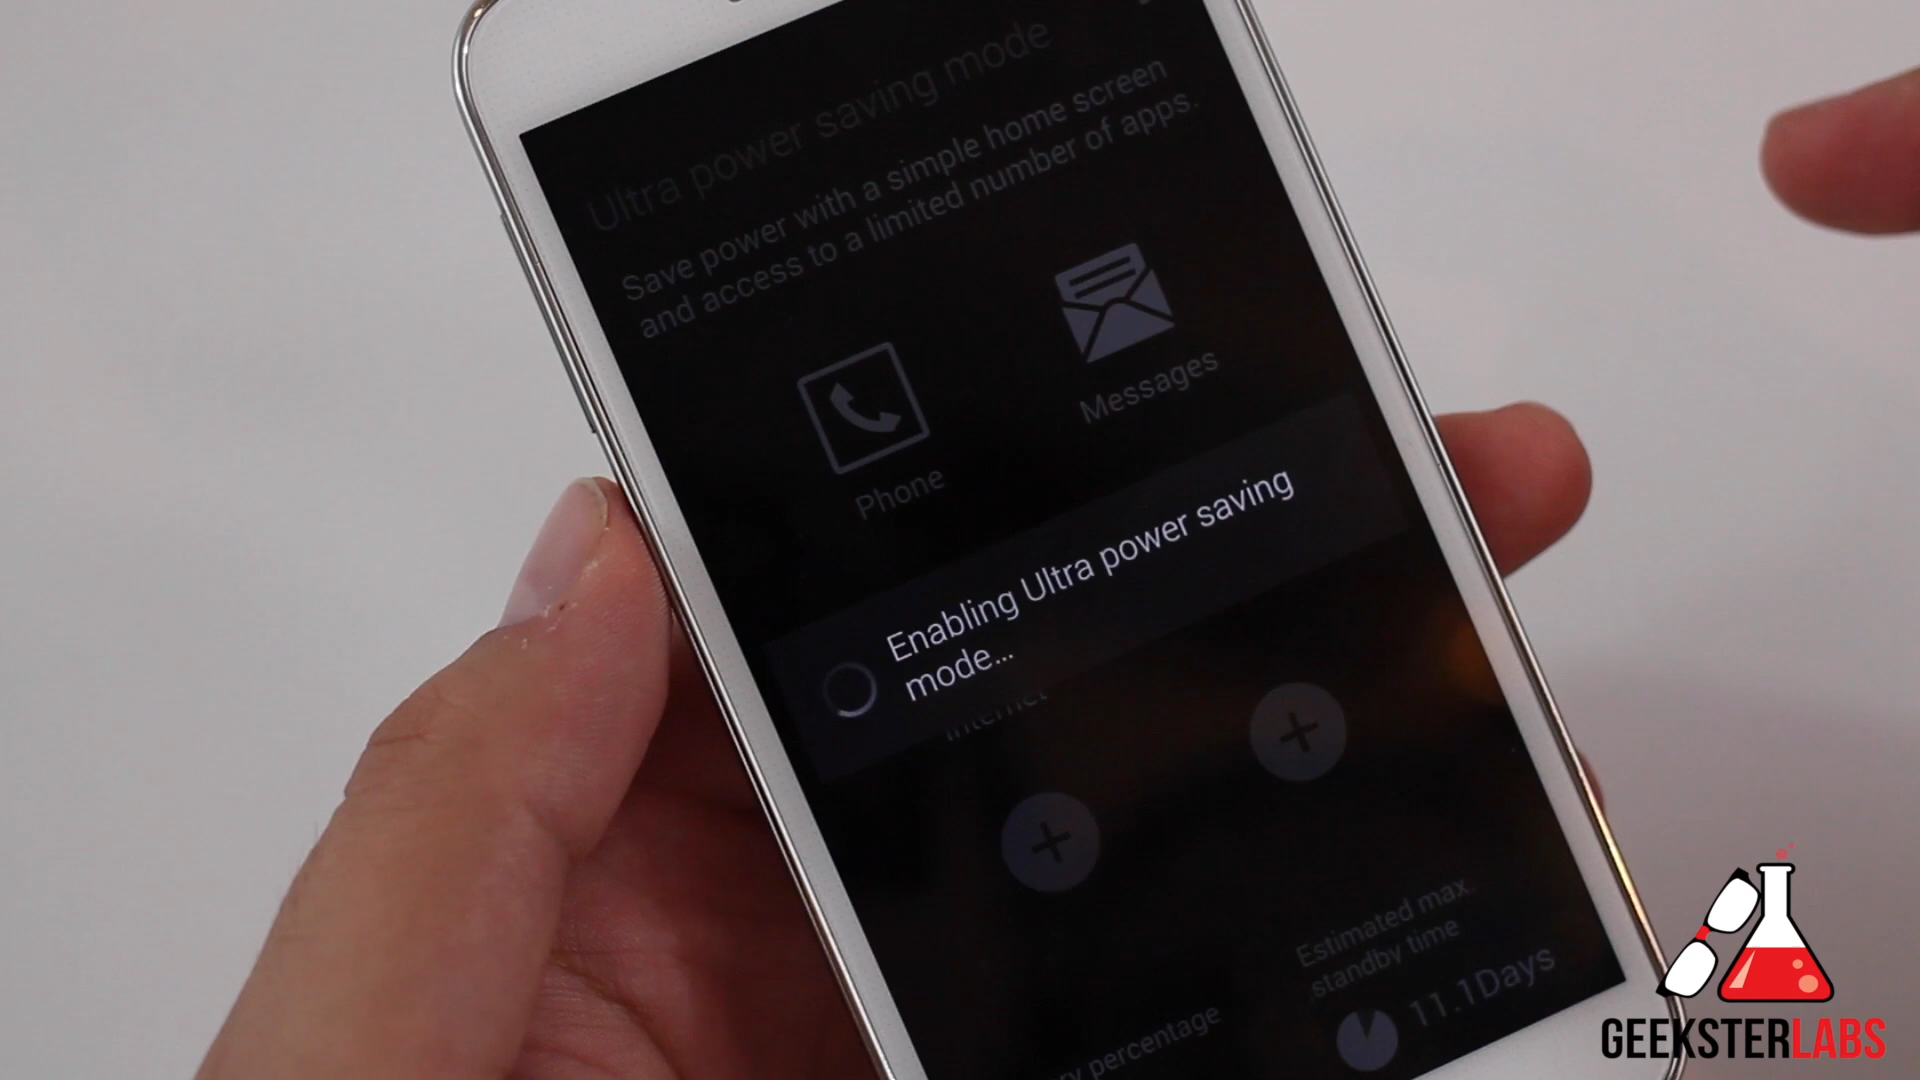 Ultra power saving mode
Save power with a simple home screen
and access to a limited number of apps.
Phone
Messages
Enabling Ultra power saving
mode...
Internet
Estimated max.
standby time
11.1Days
percentage
GEEKSTERLABS